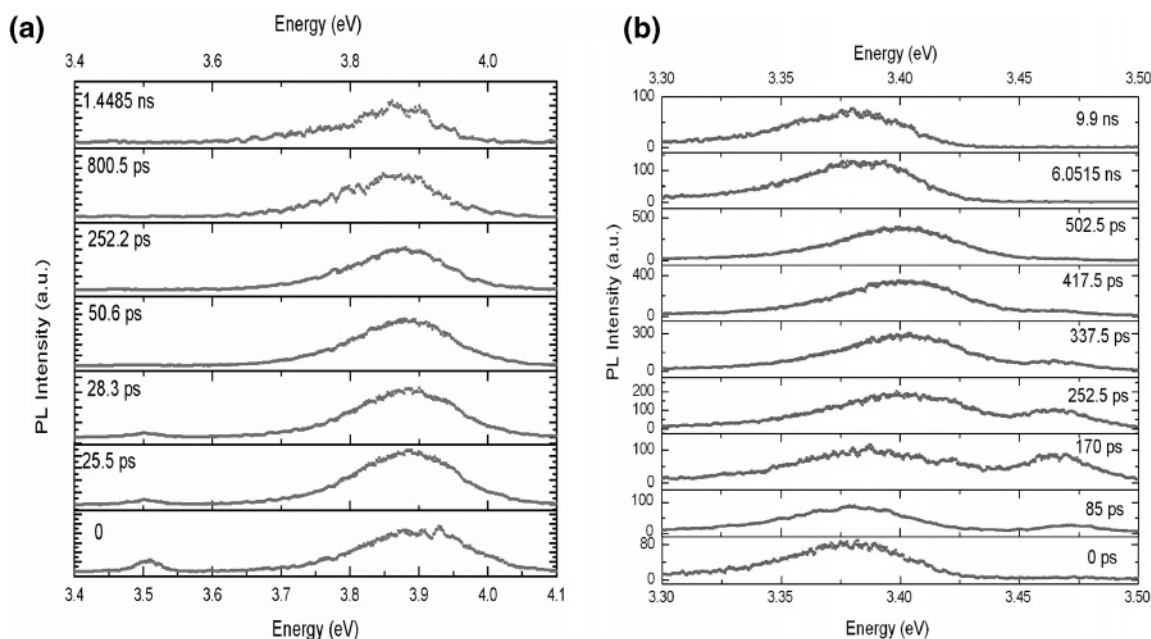 (a)
Energy (eV)
3.4 3.6 3.8 4.0
1.4485 ns
800.5 ps
252.2 ps
50.6 ps
28.3 ps
25.5 ps
0
PL Intensity (a.u.)
3.4 3.5 3.6 3.7 3.8 3.9 4.0 4.1
Energy (eV)
(b)
Energy (eV)
3.30 3.35 3.40 3.45 3.50
100
0
9.9 ns
100
0
6.0515 ns
500
0
502.5 ps
400
0
417.5 ps
300
0
337.5 ps
200
100
0
252.5 ps
100
50
0
170 ps
100
0
85 ps
80
0
0 ps
PL Intensity (a.u.)
3.30 3.35 3.40 3.45 3.50
Energy (eV)